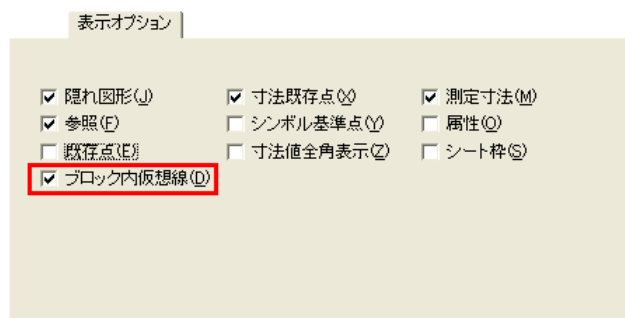 表示オプション
隠れ図形(J) 寸法既存点(X) 測定寸法(M)
参照(F) シンボル基準点(Y) 属性(O)
既存点(E) 寸法値全角表示(Z) シート枠(S)
ブロック内仮想線(D)